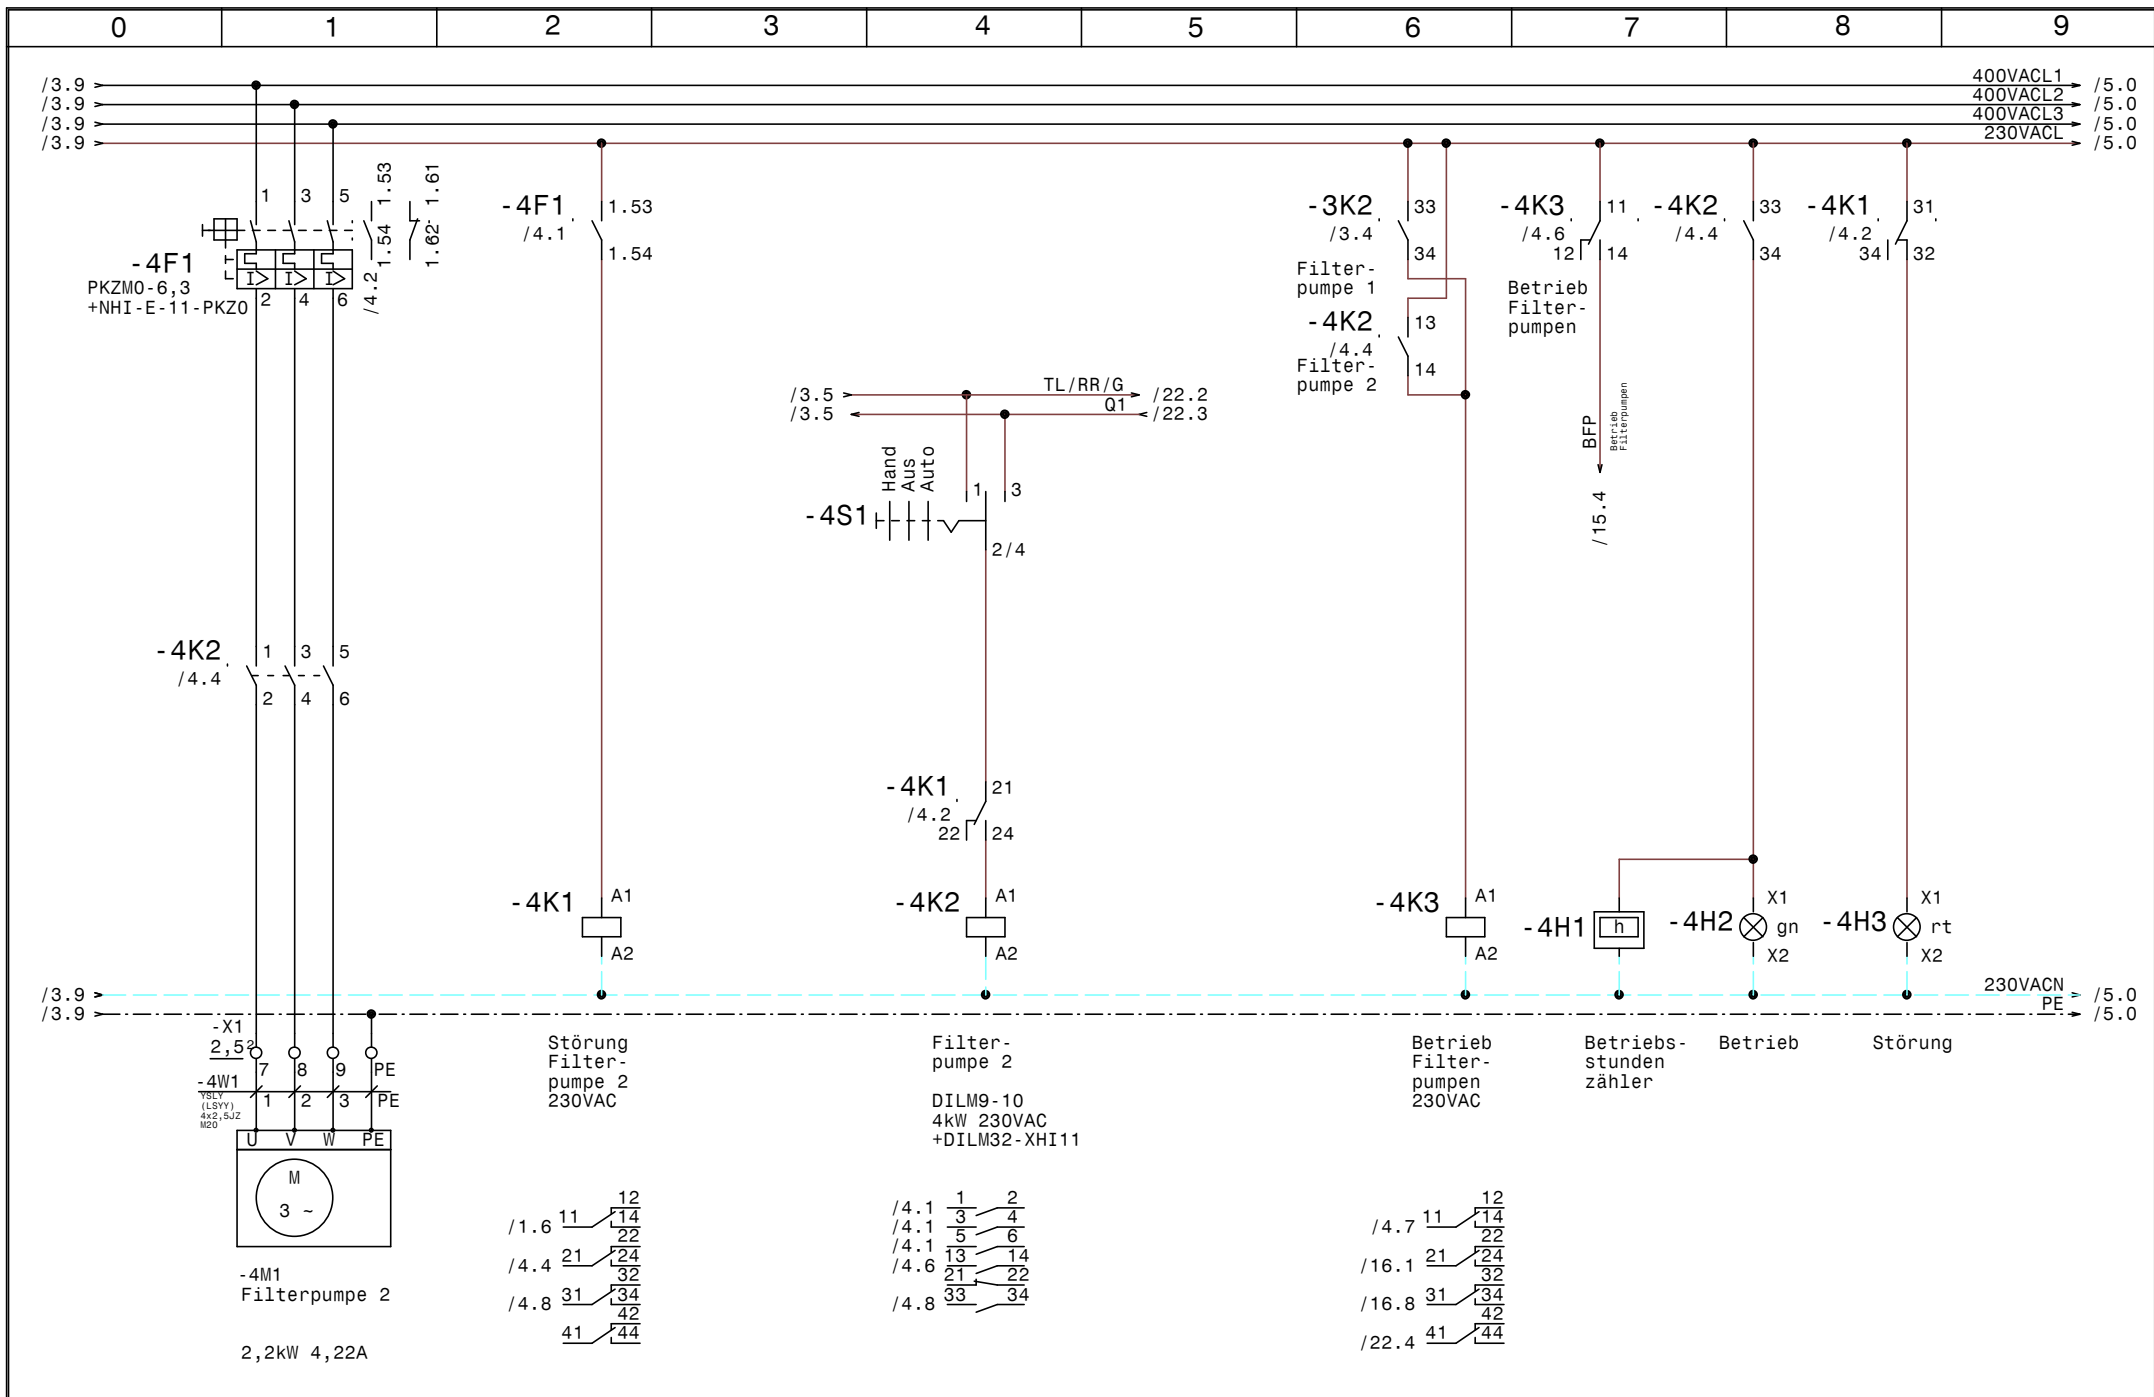 0 1 2 3 4 5 6 7 8 9
/3.9 400VACL1 /5.0
/3.9 400VACL2 /5.0
/3.9 400VACL3 /5.0
/3.9 230VACL /5.0
1 3 5 1.53 1.61
1.54 1.62
/4.2
-4F1
PKZM0-6,3
+NHI-E-11-PKZ0
2 4 6
-4F1 1.53
/4.1 1.54
-3K2 33
/3.4 34
Filter-
pumpe 1
-4K2 13
/4.4 14
Filter-
pumpe 2
-4K3 11
/4.6
12 14
Betrieb
Filter-
pumpen
BFP
Betrieb
Filterpumpen
/15.4
-4K2 33
/4.4 34
-4K1 31
/4.2
34 32
/3.5 TL/RR/G /22.2
/3.5 Q1 /22.3
Hand
Aus
Auto
-4S1 1 3
2/4
-4K2 1 3 5
/4.4
2 4 6
-4K1 21
/4.2
22 24
-4K1 A1
A2
-4K2 A1
A2
-4K3 A1
A2
-4H1 h
-4H2 X1
gn
X2
-4H3 X1
rt
X2
/3.9 230VACN /5.0
/3.9 PE /5.0
-X1
2,5²
7 8 9 PE
-4W1
YSLY
(LSYY)
4x2,5JZ
M20
1 2 3 PE
U V W PE
M
3 ~
-4M1
Filterpumpe 2
2,2kW 4,22A
Störung
Filter-
pumpe 2
230VAC
Filter-
pumpe 2
DILM9-10
4kW 230VAC
+DILM32-XHI11
Betrieb
Filter-
pumpen
230VAC
Betriebs-
stunden
zähler
Betrieb
Störung
12
/1.6 11 14
22
/4.4 21 24
32
/4.8 31 34
42
41 44
/4.1 1 2
/4.1 3 4
/4.1 5 6
/4.6 13 14
21 22
/4.8 33 34
12
/4.7 11 14
22
/16.1 21 24
32
/16.8 31 34
42
/22.4 41 44